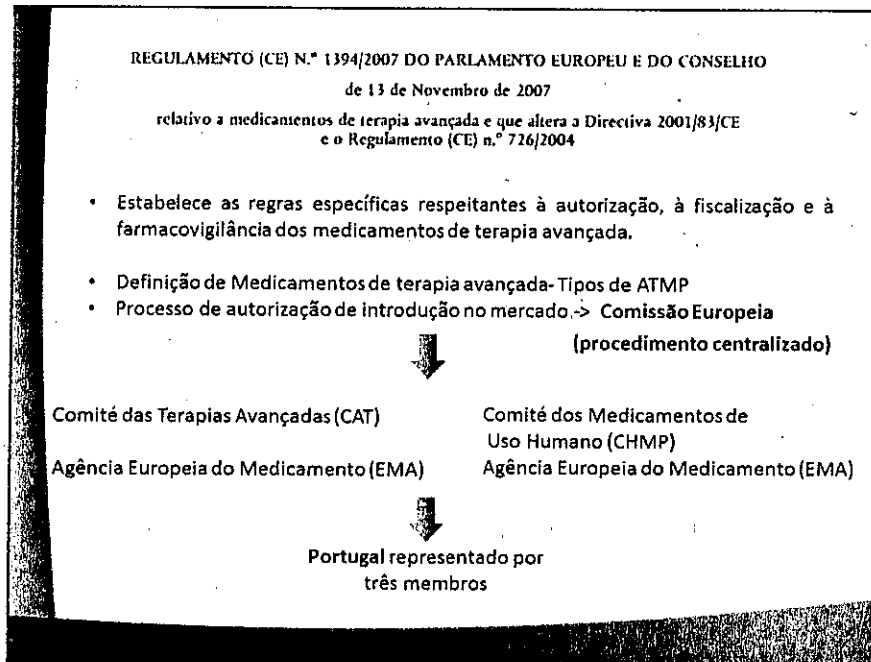 REGULAMENTO (CE) N.º 1394/2007 DO PARLAMENTO EUROPEU E DO CONSELHO
de 13 de Novembro de 2007
relativo a medicamentos de terapia avançada e que altera a Directiva 2001/83/CE
e o Regulamento (CE) n.º 726/2004
• Estabelece as regras específicas respeitantes à autorização, à fiscalização e à
farmacovigilância dos medicamentos de terapia avançada.
• Definição de Medicamentos de terapia avançada- Tipos de ATMP
• Processo de autorização de introdução no mercado -> Comissão Europeia
(procedimento centralizado)
Comité das Terapias Avançadas (CAT)
Agência Europeia do Medicamento (EMA)
Comité dos Medicamentos de
Uso Humano (CHMP)
Agência Europeia do Medicamento (EMA)
Portugal representado por
três membros